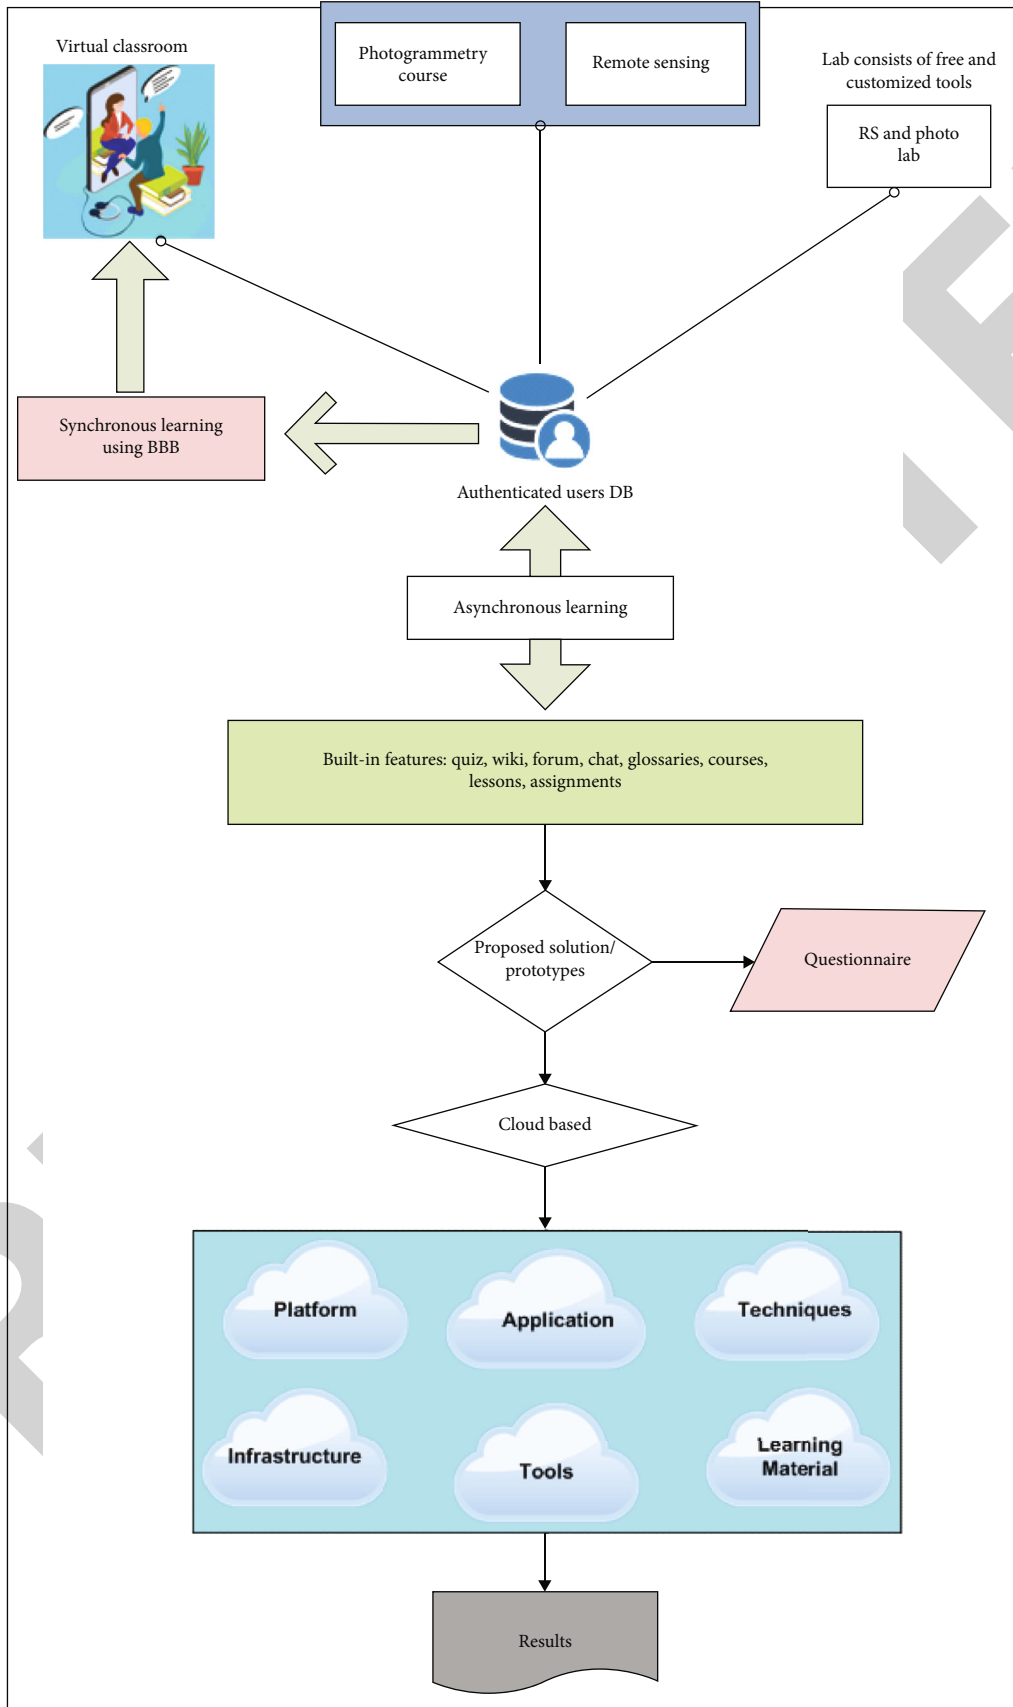 Virtual classroom
Photogrammetry
course
Remote sensing
Lab consists of free and
customized tools
RS and photo
lab
Synchronous learning
using BBB
Authenticated users DB
Asynchronous learning
Built-in features: quiz, wiki, forum, chat, glossaries, courses,
lessons, assignments
Proposed solution/
prototypes
Questionnaire
Cloud based
Platform
Application
Techniques
Infrastructure
Tools
Learning
Material
Results